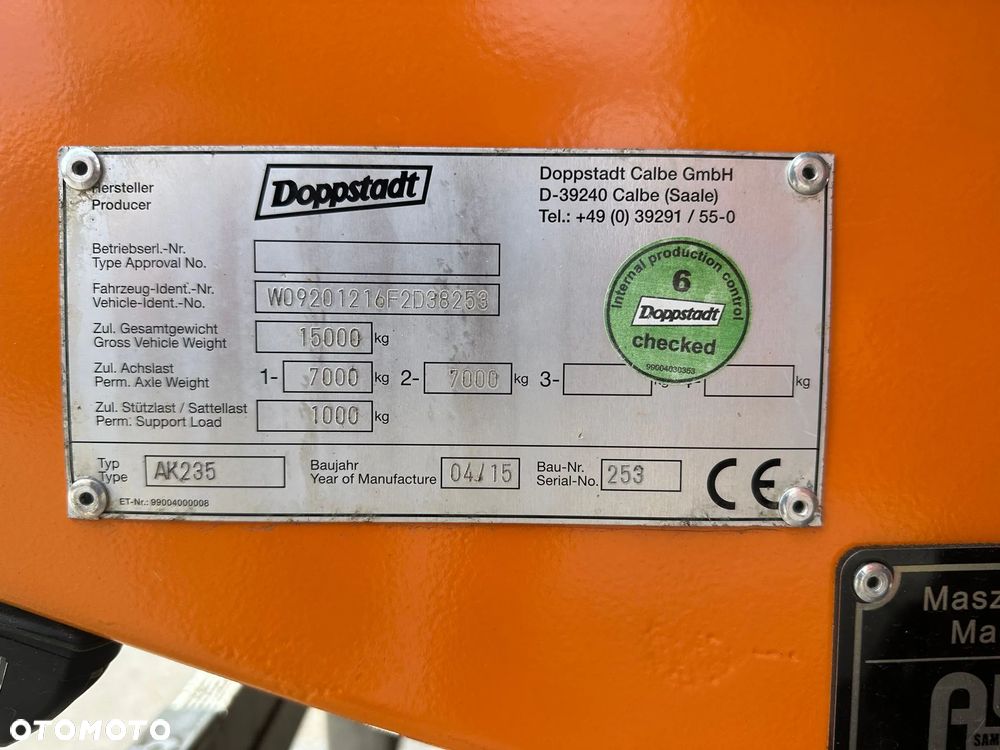 Hersteller
Producer
Doppstadt
Doppstadt Calbe GmbH
D-39240 Calbe (Saale)
Tel.: +49 (0) 39291 / 55-0
Betriebserl.-Nr.
Type Approval No.
Fahrzeug-Ident.-Nr.
Vehicle-Ident.-No.
W09201216F2D38253
Zul. Gesamtgewicht
Gross Vehicle Weight
15000 kg
Zul. Achslast
Perm. Axle Weight
1- 7000 kg 2- 7000 kg 3- kg
Zul. Stützlast / Sattellast
Perm. Support Load
1000 kg
Internal production control
6
Doppstadt
checked
99004030353
Typ
Type
AK235
Baujahr
Year of Manufacture
04/15
Bau-Nr.
Serial-No.
253
CE
ET-Nr.: 99004000008
Masz
Ma
SAM
OTOMOTO